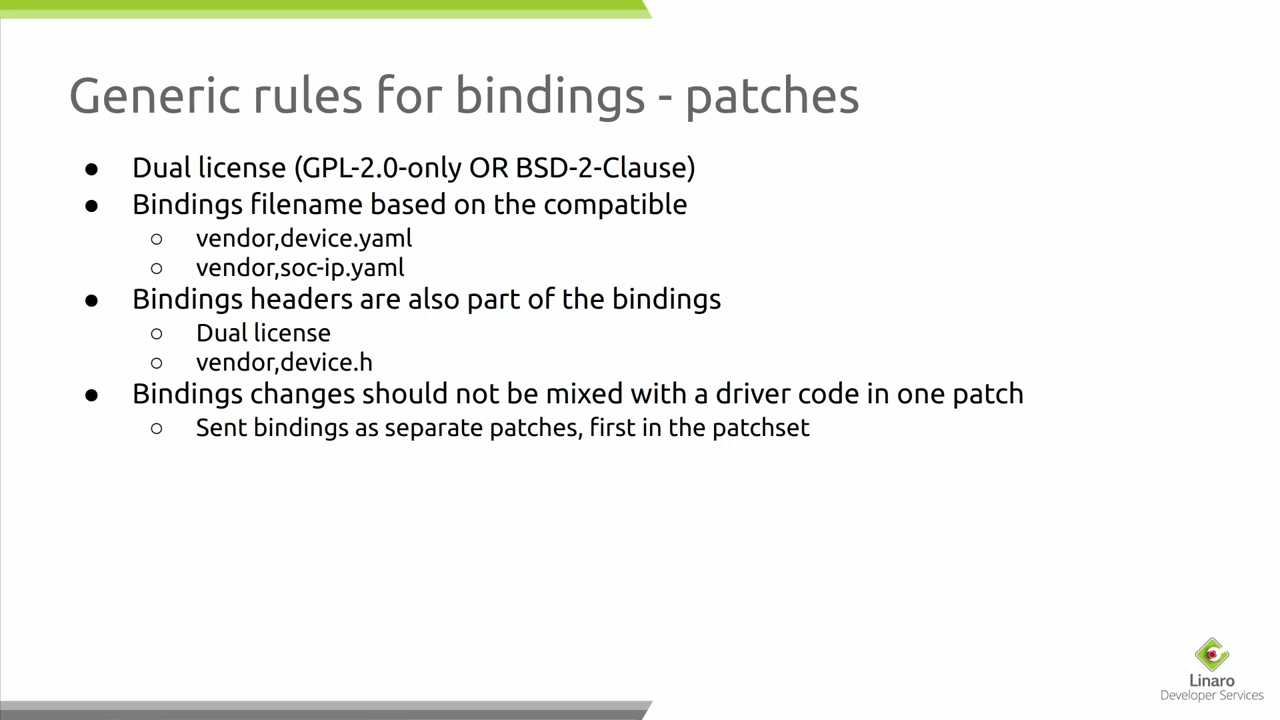 Generic rules for bindings - patches
● Dual license (GPL-2.0-only OR BSD-2-Clause)
● Bindings filename based on the compatible
○ vendor,device.yaml
○ vendor,soc-ip.yaml
● Bindings headers are also part of the bindings
○ Dual license
○ vendor,device.h
● Bindings changes should not be mixed with a driver code in one patch
○ Sent bindings as separate patches, first in the patchset
Linaro
Developer Services